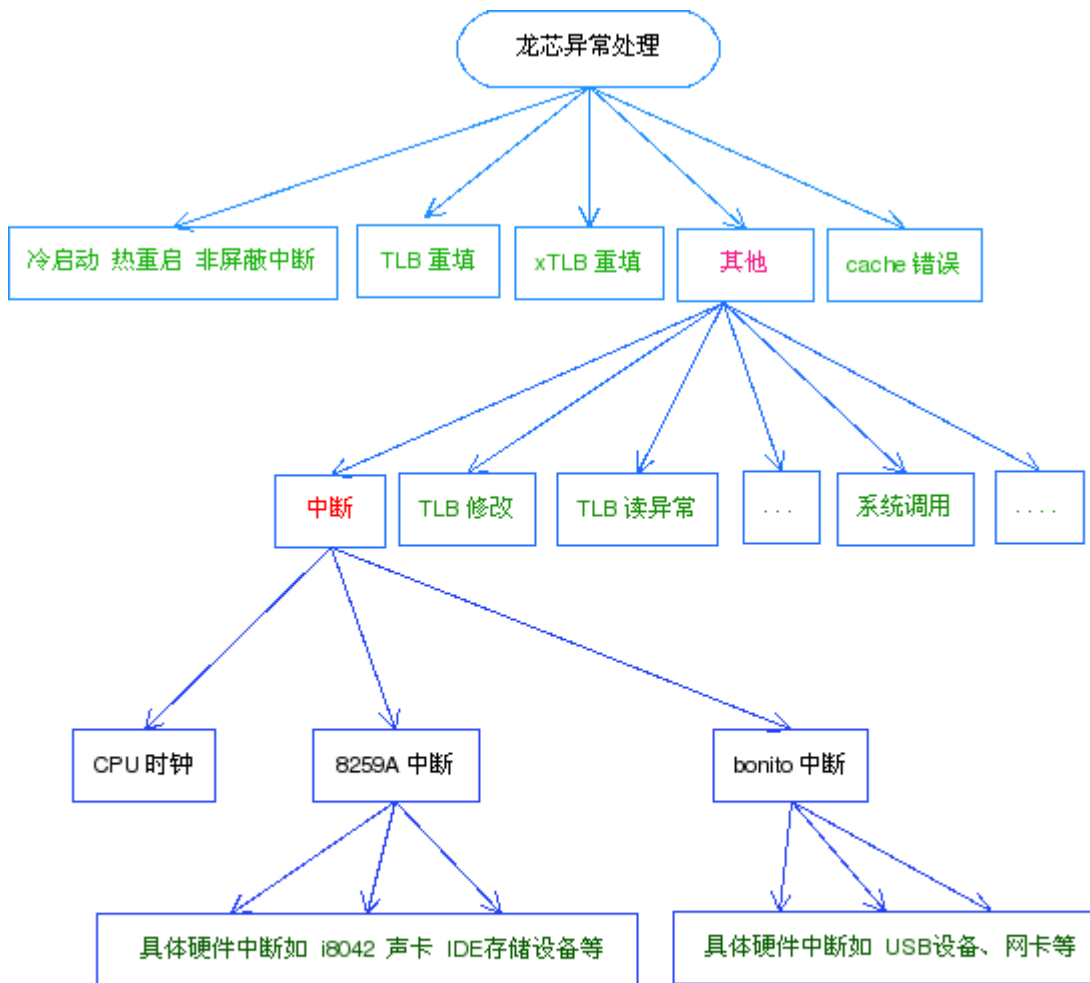 龙芯异常处理
冷启动 热重启 非屏蔽中断
TLB 重填
xTLB 重填
其他
cache 错误
中断
TLB 修改
TLB 读异常
...
系统调用
....
CPU 时钟
8259A 中断
bonito 中断
具体硬件中断如 i8042 声卡 IDE存储设备等
具体硬件中断如 USB设备、网卡等